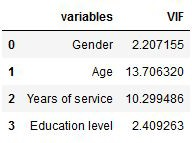 variables VIF
0 Gender 2.207155
1 Age 13.706320
2 Years of service 10.299486
3 Education level 2.409263